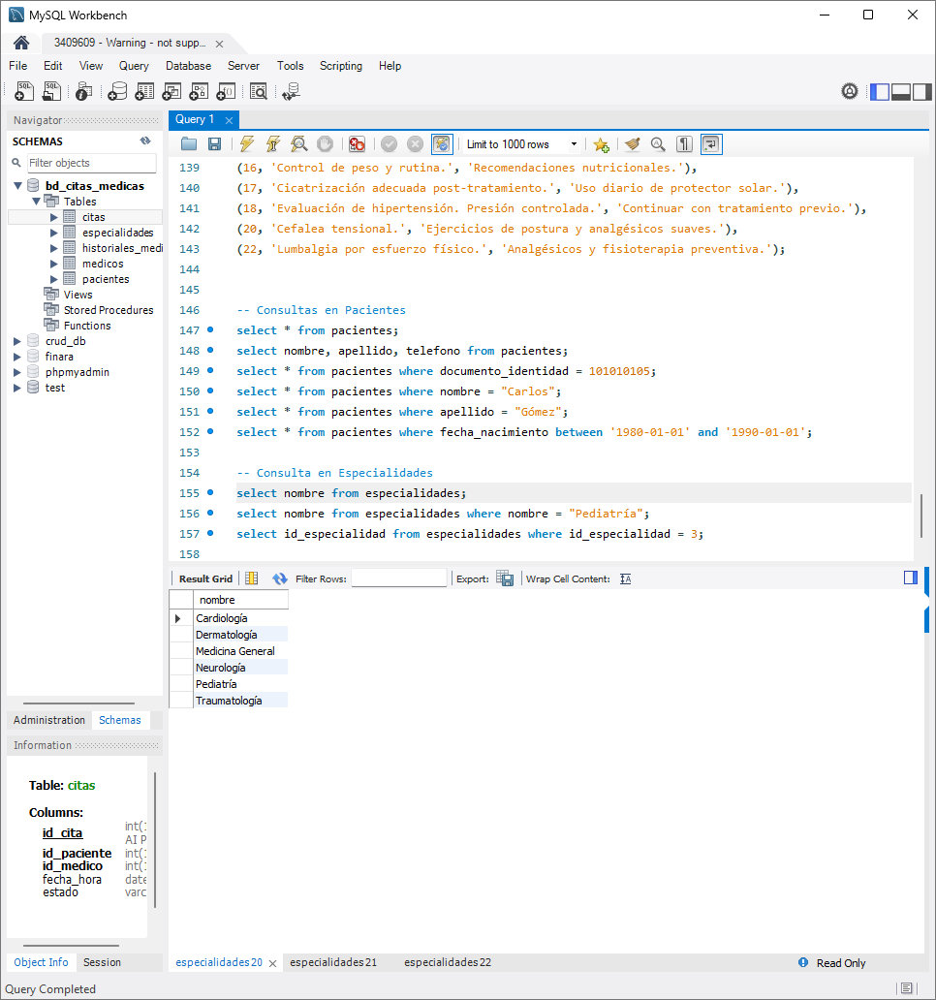 MySQL Workbench
3409609 - Warning - not supp...
File Edit View Query Database Server Tools Scripting Help
Navigator
SCHEMAS
Filter objects
bd_citas_medicas
Tables
citas
especialidades
historiales_medi
medicos
pacientes
Views
Stored Procedures
Functions
crud_db
finara
phpmyadmin
test
Administration Schemas
Information
Table: citas
Columns:
id_cita int(1
AI P
id_paciente int(1
id_medico int(1
fecha_hora date
estado varc
Object Info Session
Query 1
Limit to 1000 rows
139 (16, 'Control de peso y rutina.', 'Recomendaciones nutricionales.'),
140 (17, 'Cicatrización adecuada post-tratamiento.', 'Uso diario de protector solar.'),
141 (18, 'Evaluación de hipertensión. Presión controlada.', 'Continuar con tratamiento previo.'),
142 (20, 'Cefalea tensional.', 'Ejercicios de postura y analgésicos suaves.'),
143 (22, 'Lumbalgia por esfuerzo físico.', 'Analgésicos y fisioterapia preventiva.');
144
145
146 -- Consultas en Pacientes
147 select * from pacientes;
148 select nombre, apellido, telefono from pacientes;
149 select * from pacientes where documento_identidad = 101010105;
150 select * from pacientes where nombre = "Carlos";
151 select * from pacientes where apellido = "Gómez";
152 select * from pacientes where fecha_nacimiento between '1980-01-01' and '1990-01-01';
153
154 -- Consulta en Especialidades
155 select nombre from especialidades;
156 select nombre from especialidades where nombre = "Pediatría";
157 select id_especialidad from especialidades where id_especialidad = 3;
158
Result Grid Filter Rows: Export: Wrap Cell Content:
nombre
Cardiología
Dermatología
Medicina General
Neurología
Pediatría
Traumatología
especialidades20 especialidades21 especialidades22 Read Only
Query Completed